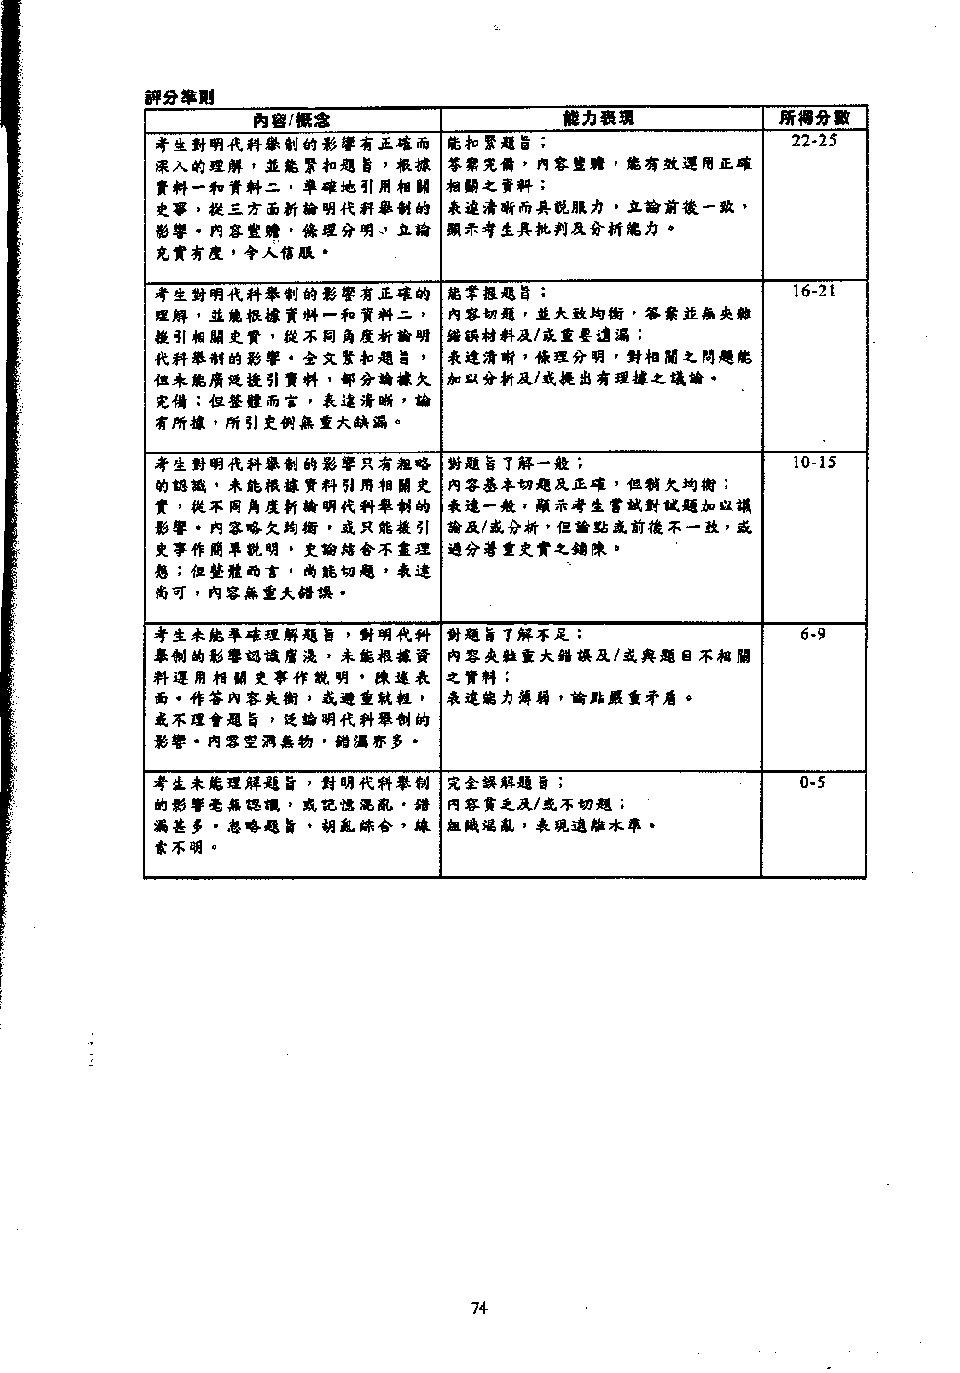 評分準則
內容/概念 能力表現 所得分數
考生對明代科舉制的影響有正確而
深入的理解，並能緊扣題旨，根據
資料一和資料二，準確地引用相關
史事，從三方面析論明代科舉制的
影響。內容豐贍，條理分明，立論
充實有度，令人信服。
能扣緊題旨；
答案完備，內容豐贍，能有效運用正確
相關之資料；
表達清晰而具說服力，立論前後一致，
顯示考生具批判及分析能力。
22-25
考生對明代科舉制的影響有正確的
理解，並能根據資料一和資料二，
援引相關史實，從不同角度析論明
代科舉制的影響。全文緊扣題旨，
但未能廣泛援引資料，部分論據欠
完備；但整體而言，表達清晰，論
有所據，所引史例無重大缺漏。
能掌握題旨；
內容切題，並大致均衡，答案並無夾雜
錯誤材料及/或重要遺漏；
表達清晰，條理分明，對相關之問題能
加以分析及/或提出有理據之議論。
16-21
考生對明代科舉制的影響只有粗略
的認識，未能根據資料引用相關史
實，從不同角度析論明代科舉制的
影響。內容略欠均衡，或只能援引
史事作簡單說明，史論結合不盡理
想；但整體而言，尚能切題，表達
尚可，內容無重大錯誤。
對題旨了解一般；
內容基本切題及正確，但稍欠均衡；
表達一般，顯示考生嘗試對試題加以議
論及/或分析，但論點或前後不一致，或
過分著重史實之鋪陳。
10-15
考生未能準確理解題旨，對明代科
舉制的影響認識膚淺，未能根據資
料運用相關史事作說明，陳述表
面。作答內容失衡，或避重就輕，
或不理會題旨，泛論明代科舉制的
影響。內容空洞無物，錯漏亦多。
對題旨了解不足；
內容夾雜重大錯誤及/或與題目不相關
之資料；
表達能力薄弱，論點嚴重矛盾。
6-9
考生未能理解題旨，對明代科舉制
的影響毫無認識，或記憶混亂，錯
漏甚多。忽略題旨，胡亂綜合，線
索不明。
完全誤解題旨；
內容貧乏及/或不切題；
組織混亂，表現遠離水準。
0-5
74